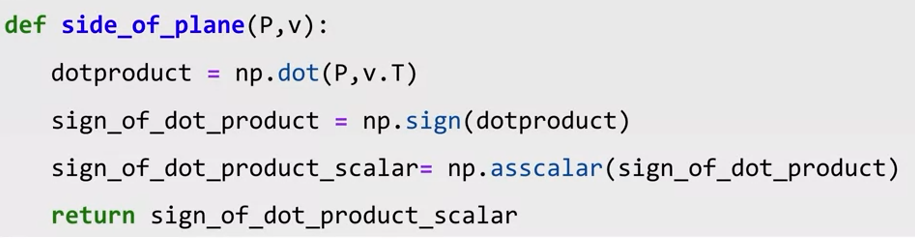 def side_of_plane(P,v):
dotproduct = np.dot(P,v.T)
sign_of_dot_product = np.sign(dotproduct)
sign_of_dot_product_scalar= np.asscalar(sign_of_dot_product)
return sign_of_dot_product_scalar